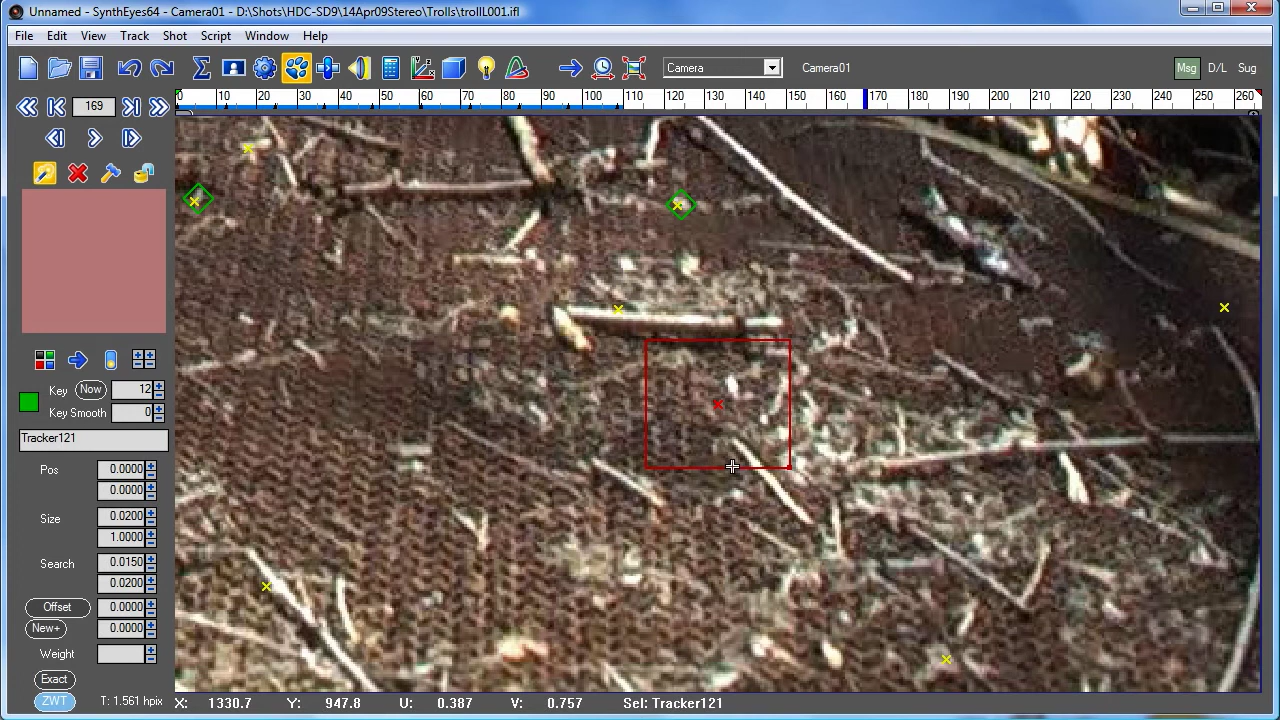 Unnamed - SynthEyes64 - Camera01 - D:\Shots\HDC-SD9\14Apr09Stereo\Trolls\trollL001.ifl
File Edit View Track Shot Script Window Help
Camera Camera01 Msg D/L Sug
169
0 10 20 30 40 50 60 70 80 90 100 110 120 130 140 150 160 170 180 190 200 210 220 230 240 250 260
Key Now 12
Key Smooth 0
Tracker121
Pos 0.0000
0.0000
Size 0.0200
1.0000
Search 0.0150
0.0200
Offset 0.0000
New+ 0.0000
Weight
Exact
ZWT T: 1.561 hpix X: 1330.7 Y: 947.8 U: 0.387 V: 0.757 Sel: Tracker121